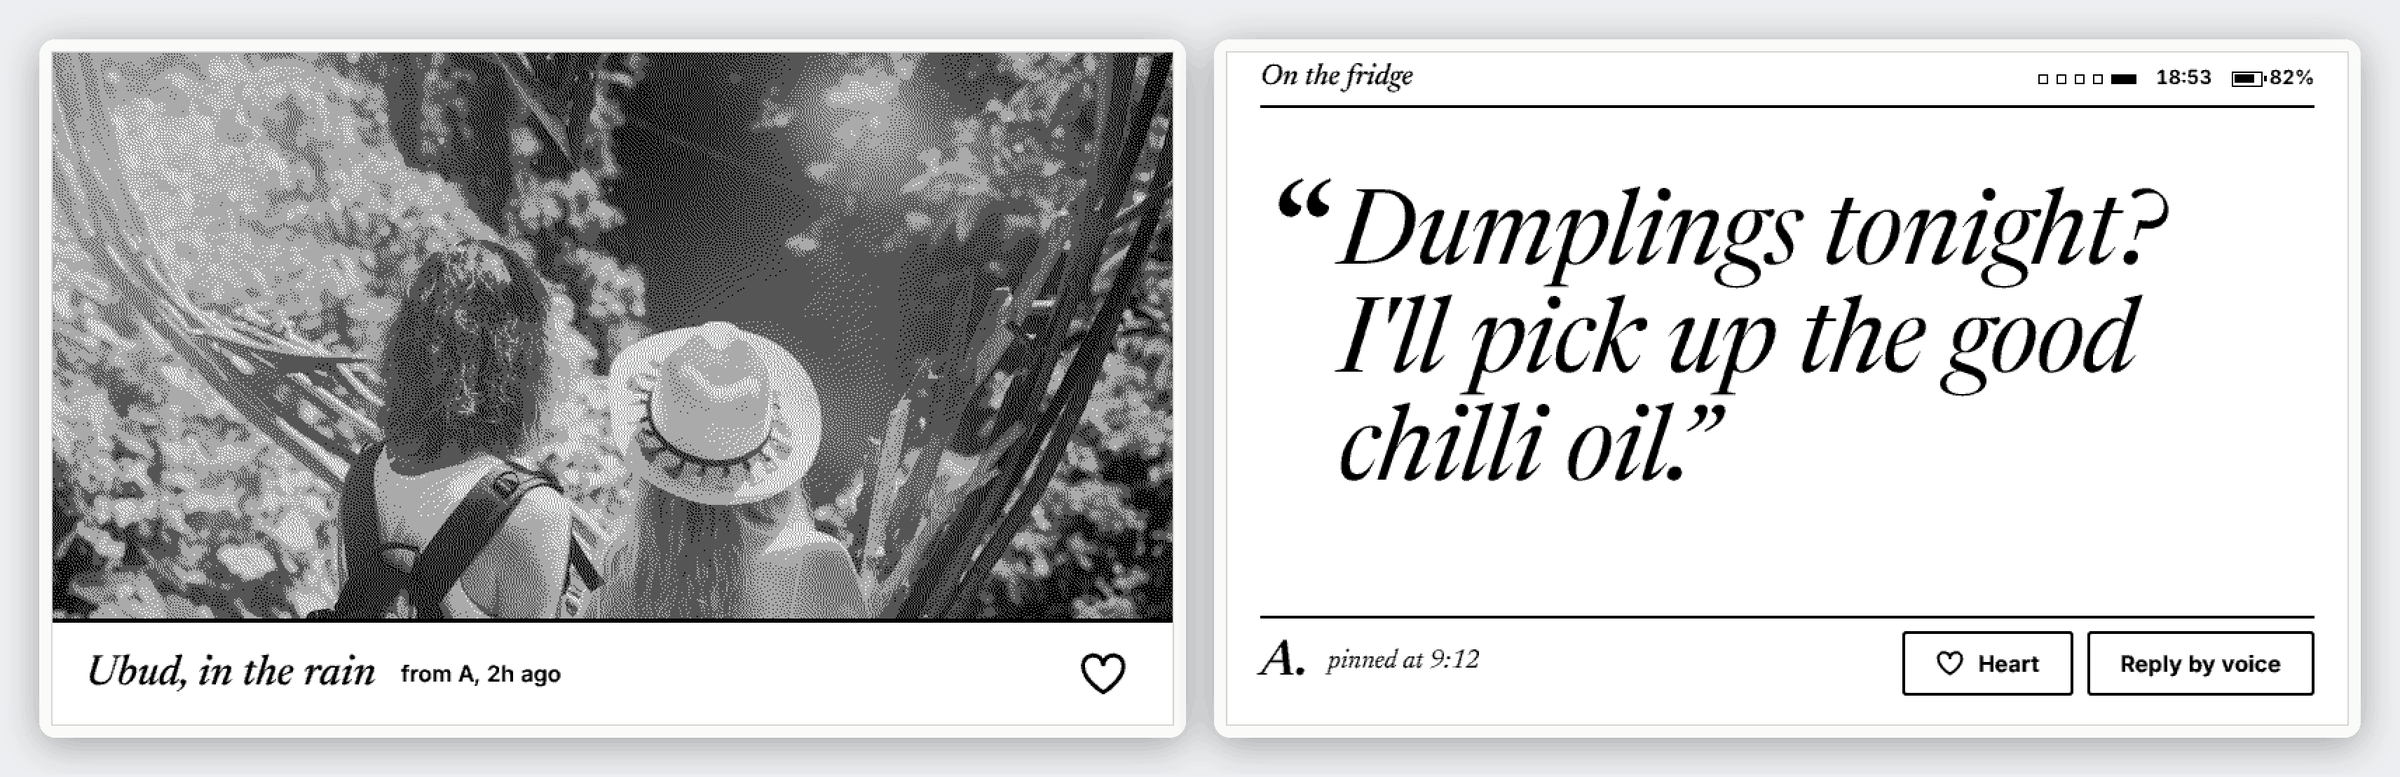 Ubud, in the rain from A, 2h ago
On the fridge 18:53 82%
“Dumplings tonight?
I'll pick up the good
chilli oil.”
A. pinned at 9:12 Heart Reply by voice